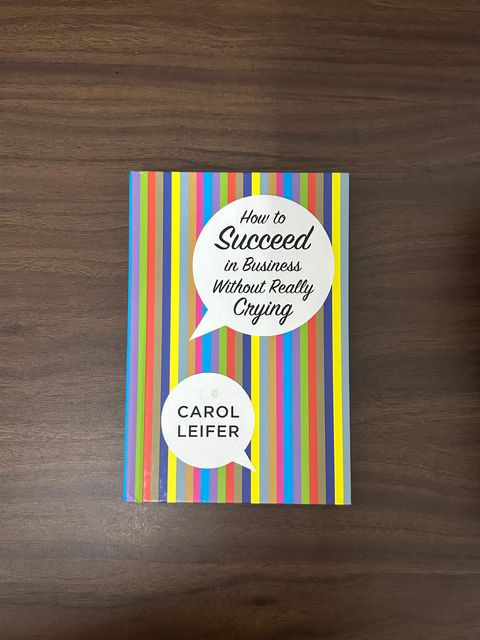 How to
Succeed
in Business
Without Really
Crying
CAROL
LEIFER